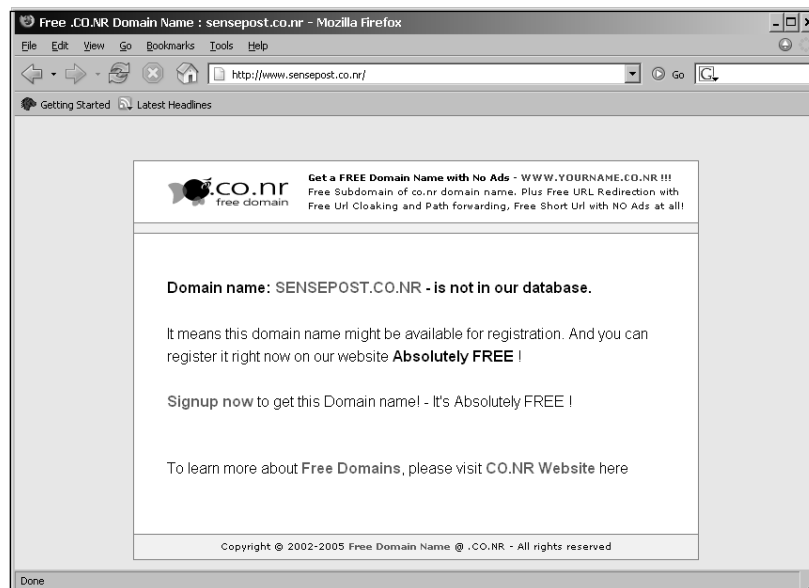 Free .CO.NR Domain Name : sensepost.co.nr - Mozilla Firefox
File Edit View Go Bookmarks Tools Help
http://www.sensepost.co.nr/ Go G
Getting Started Latest Headlines
.co.nr
free domain
Get a FREE Domain Name with No Ads - WWW.YOURNAME.CO.NR !!!
Free Subdomain of co.nr domain name. Plus Free URL Redirection with
Free Url Cloaking and Path forwarding, Free Short Url with NO Ads at all!
Domain name: SENSEPOST.CO.NR - is not in our database.
It means this domain name might be available for registration. And you can
register it right now on our website Absolutely FREE !
Signup now to get this Domain name! - It's Absolutely FREE !
To learn more about Free Domains, please visit CO.NR Website here
Copyright © 2002-2005 Free Domain Name @ .CO.NR - All rights reserved
Done